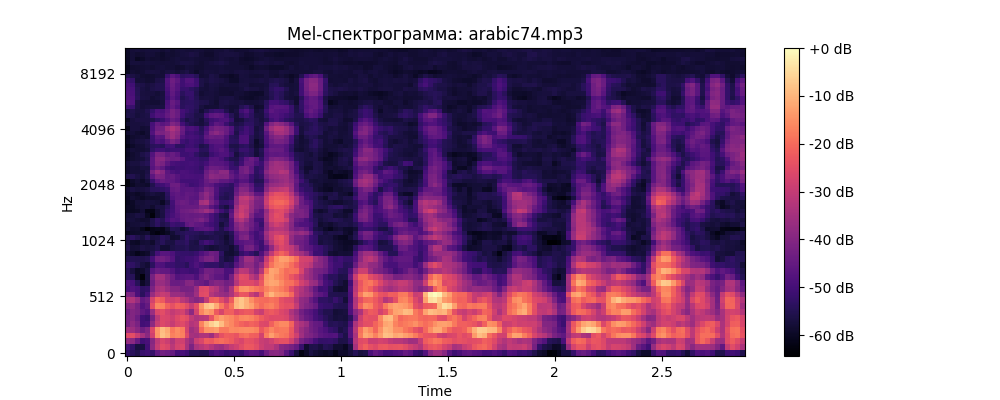 Mel-спектрограмма: arabic74.mp3
8192
4096
2048
1024
512
0
Hz
0
0.5
1
1.5
2
2.5
Time
+0 dB
-10 dB
-20 dB
-30 dB
-40 dB
-50 dB
-60 dB